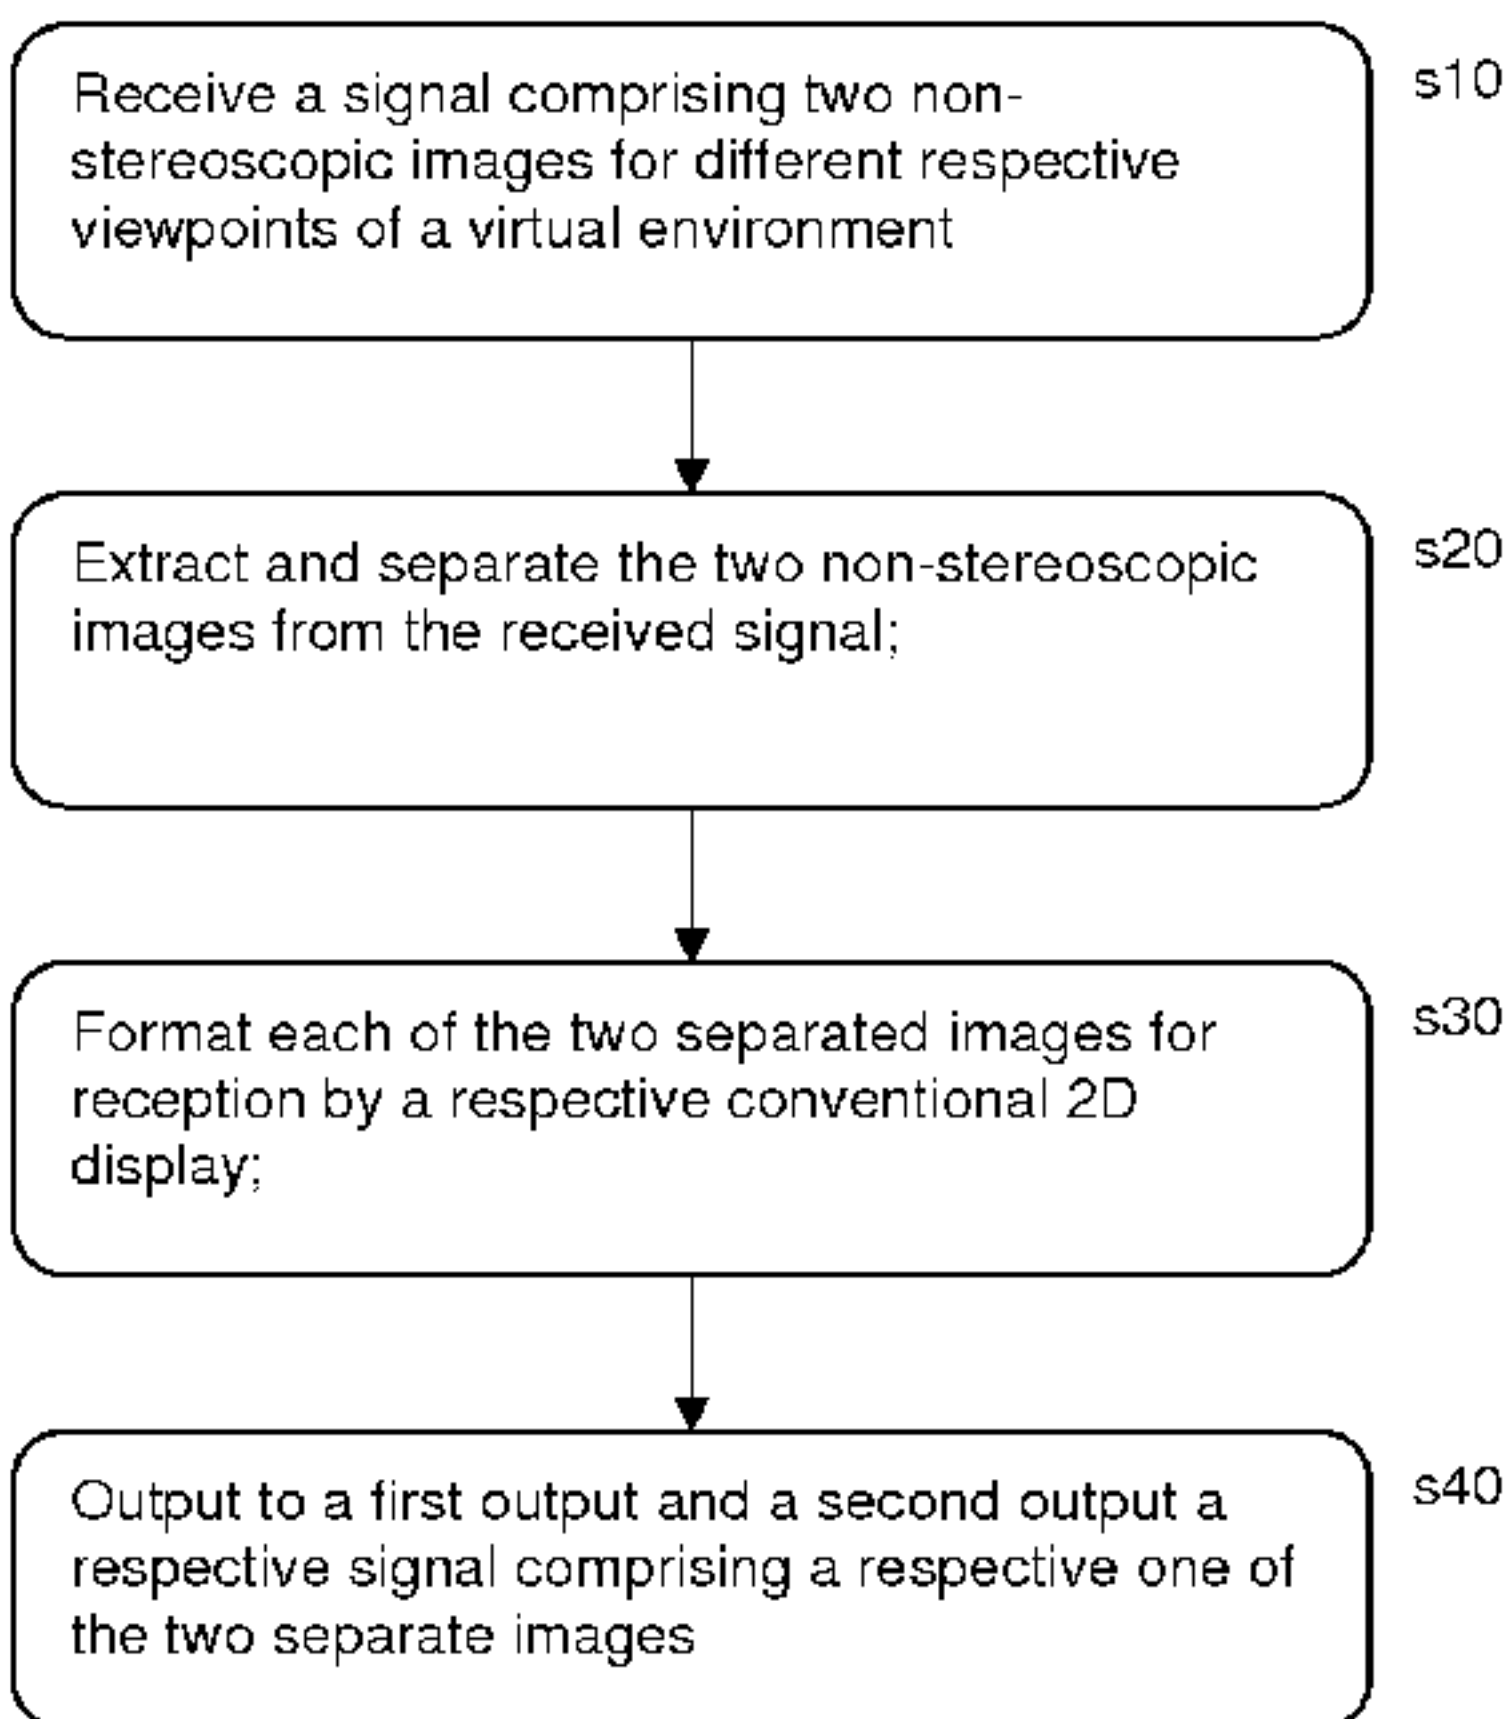 Receive a signal comprising two non-
stereoscopic images for different respective
viewpoints of a virtual environment
s10
Extract and separate the two non-stereoscopic
images from the received signal;
s20
Format each of the two separated images for
reception by a respective conventional 2D
display;
s30
Output to a first output and a second output a
respective signal comprising a respective one of
the two separate images
s40